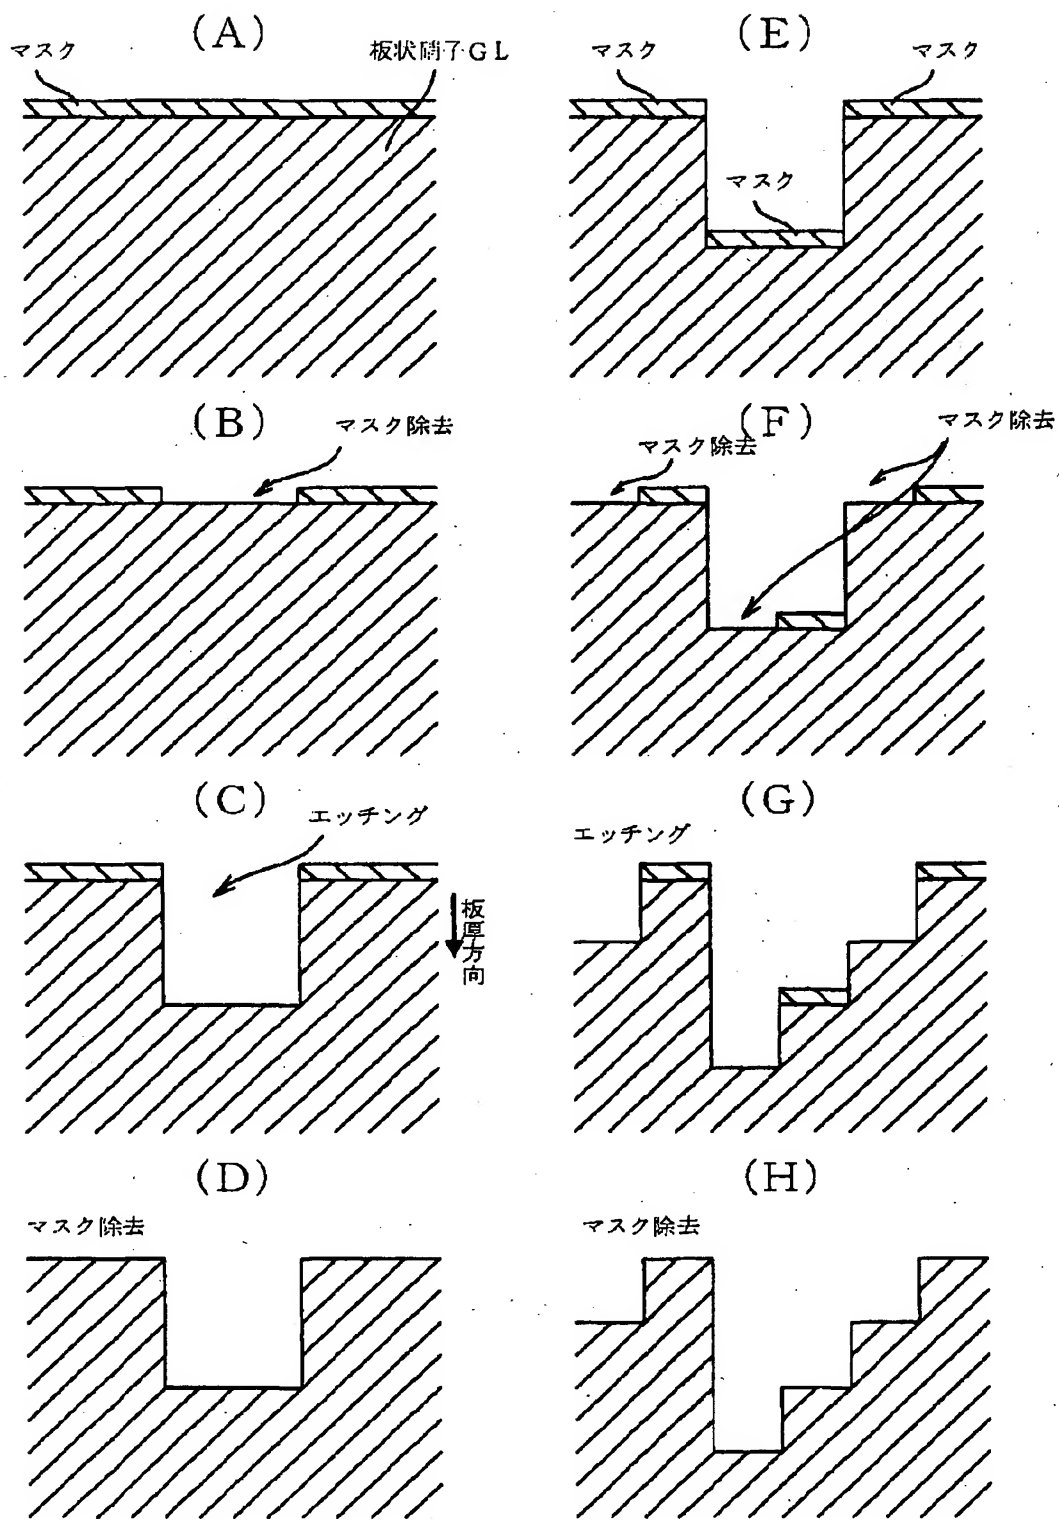 (A)
マスク
板状硝子GL
(B)
マスク除去
(C)
エッチング
板厚方向
(D)
マスク除去
(E)
マスク
マスク
マスク
(F)
マスク除去
マスク除去
(G)
エッチング
(H)
マスク除去